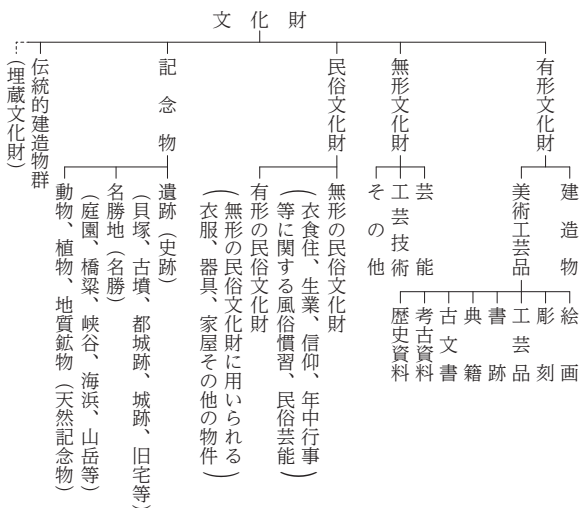 文化財
有形文化財
建造物
美術工芸品
絵画
彫刻
工芸品
書跡
典籍
古文書
考古資料
歴史資料
無形文化財
芸能
工芸技術
その他
民俗文化財
無形の民俗文化財
（衣食住、生業、信仰、年中行事
等に関する風俗慣習、民俗芸能）
有形の民俗文化財
（無形の民俗文化財に用いられる
衣服、器具、家屋その他の物件）
記念物
遺跡（史跡）
（貝塚、古墳、都城跡、城跡、旧宅等）
名勝地（名勝）
（庭園、橋梁、峡谷、海浜、山岳等）
動物、植物、地質鉱物（天然記念物）
伝統的建造物群
（埋蔵文化財）